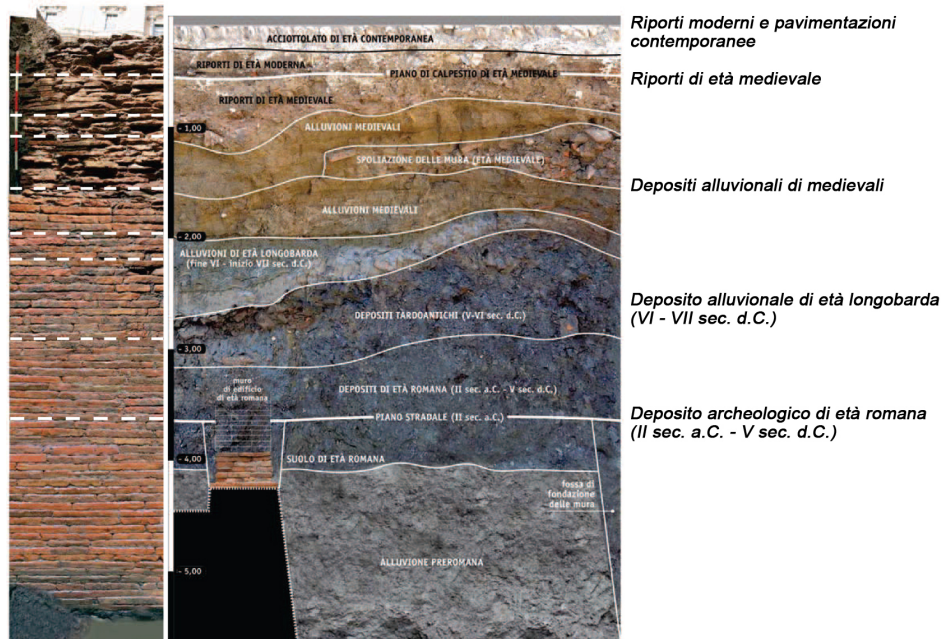 ACCIOTTOLATO DI ETÀ CONTEMPORANEA
RIPORTI DI ETÀ MODERNA
PIANO DI CALPESTIO DI ETÀ MEDIEVALE
RIPORTI DI ETÀ MEDIEVALE
- 1,00
ALLUVIONI MEDIEVALI
SPOLIAZIONE DELLE MURA (ETÀ MEDIEVALE)
ALLUVIONI MEDIEVALI
- 2,00
ALLUVIONI DI ETÀ LONGOBARDA
(fine VI - inizio VII sec. d.C.)
DEPOSITI TARDOANTICHI (V-VI sec. d.C.)
- 3,00
muro
di edificio
di età romana
DEPOSITI DI ETÀ ROMANA (II sec. a.C. - V sec. d.C.)
PIANO STRADALE (II sec. a.C.)
- 4,00
SUOLO DI ETÀ ROMANA
fossa di
fondazione
delle mura
ALLUVIONE PREROMANA
- 5,00
Riporti moderni e pavimentazioni
contemporanee
Riporti di età medievale
Depositi alluvionali di medievali
Deposito alluvionale di età longobarda
(VI - VII sec. d.C.)
Deposito archeologico di età romana
(II sec. a.C. - V sec. d.C.)